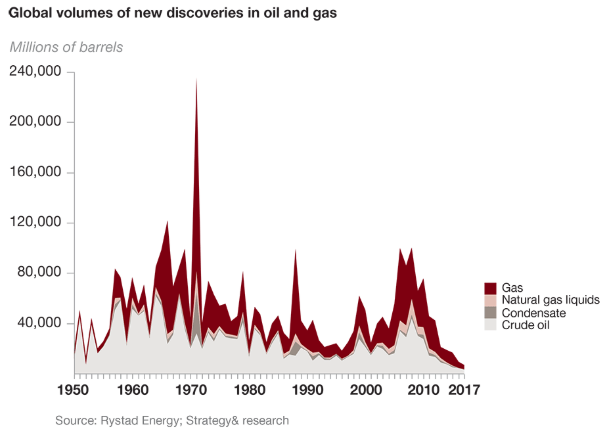 Global volumes of new discoveries in oil and gas
Millions of barrels
240,000
200,000
160,000
120,000
80,000
40,000
Gas
Natural gas liquids
Condensate
Crude oil
1950 1960 1970 1980 1990 2000 2010 2017
Source: Rystad Energy; Strategy& research